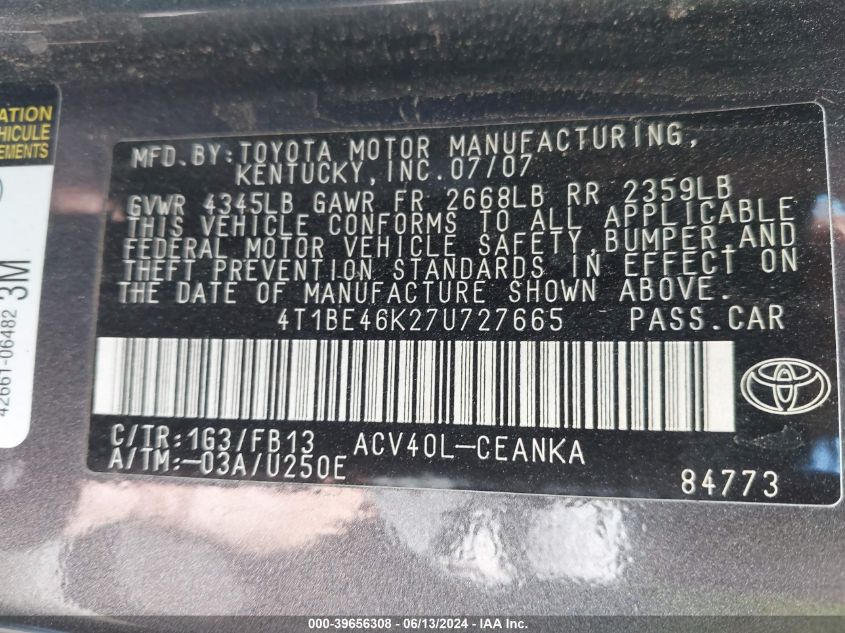 ATION
HICULE
EMENTS
42661-06482 3M
MFD.BY:TOYOTA MOTOR MANUFACTURING,
KENTUCKY,INC.07/07
GVWR 4345LB GAWR FR 2668LB RR 2359LB
THIS VEHICLE CONFORMS TO ALL APPLICABLE
FEDERAL MOTOR VEHICLE SAFETY,BUMPER,AND
THEFT PREVENTION STANDARDS IN EFFECT ON
THE DATE OF MANUFACTURE SHOWN ABOVE.
4T1BE46K27U727665 PASS.CAR
C/TR:1G3/FB13 ACV40L-CEANKA
A/TM:-03A/U250E
84773
000-39656308 - 06/13/2024 - IAA Inc.